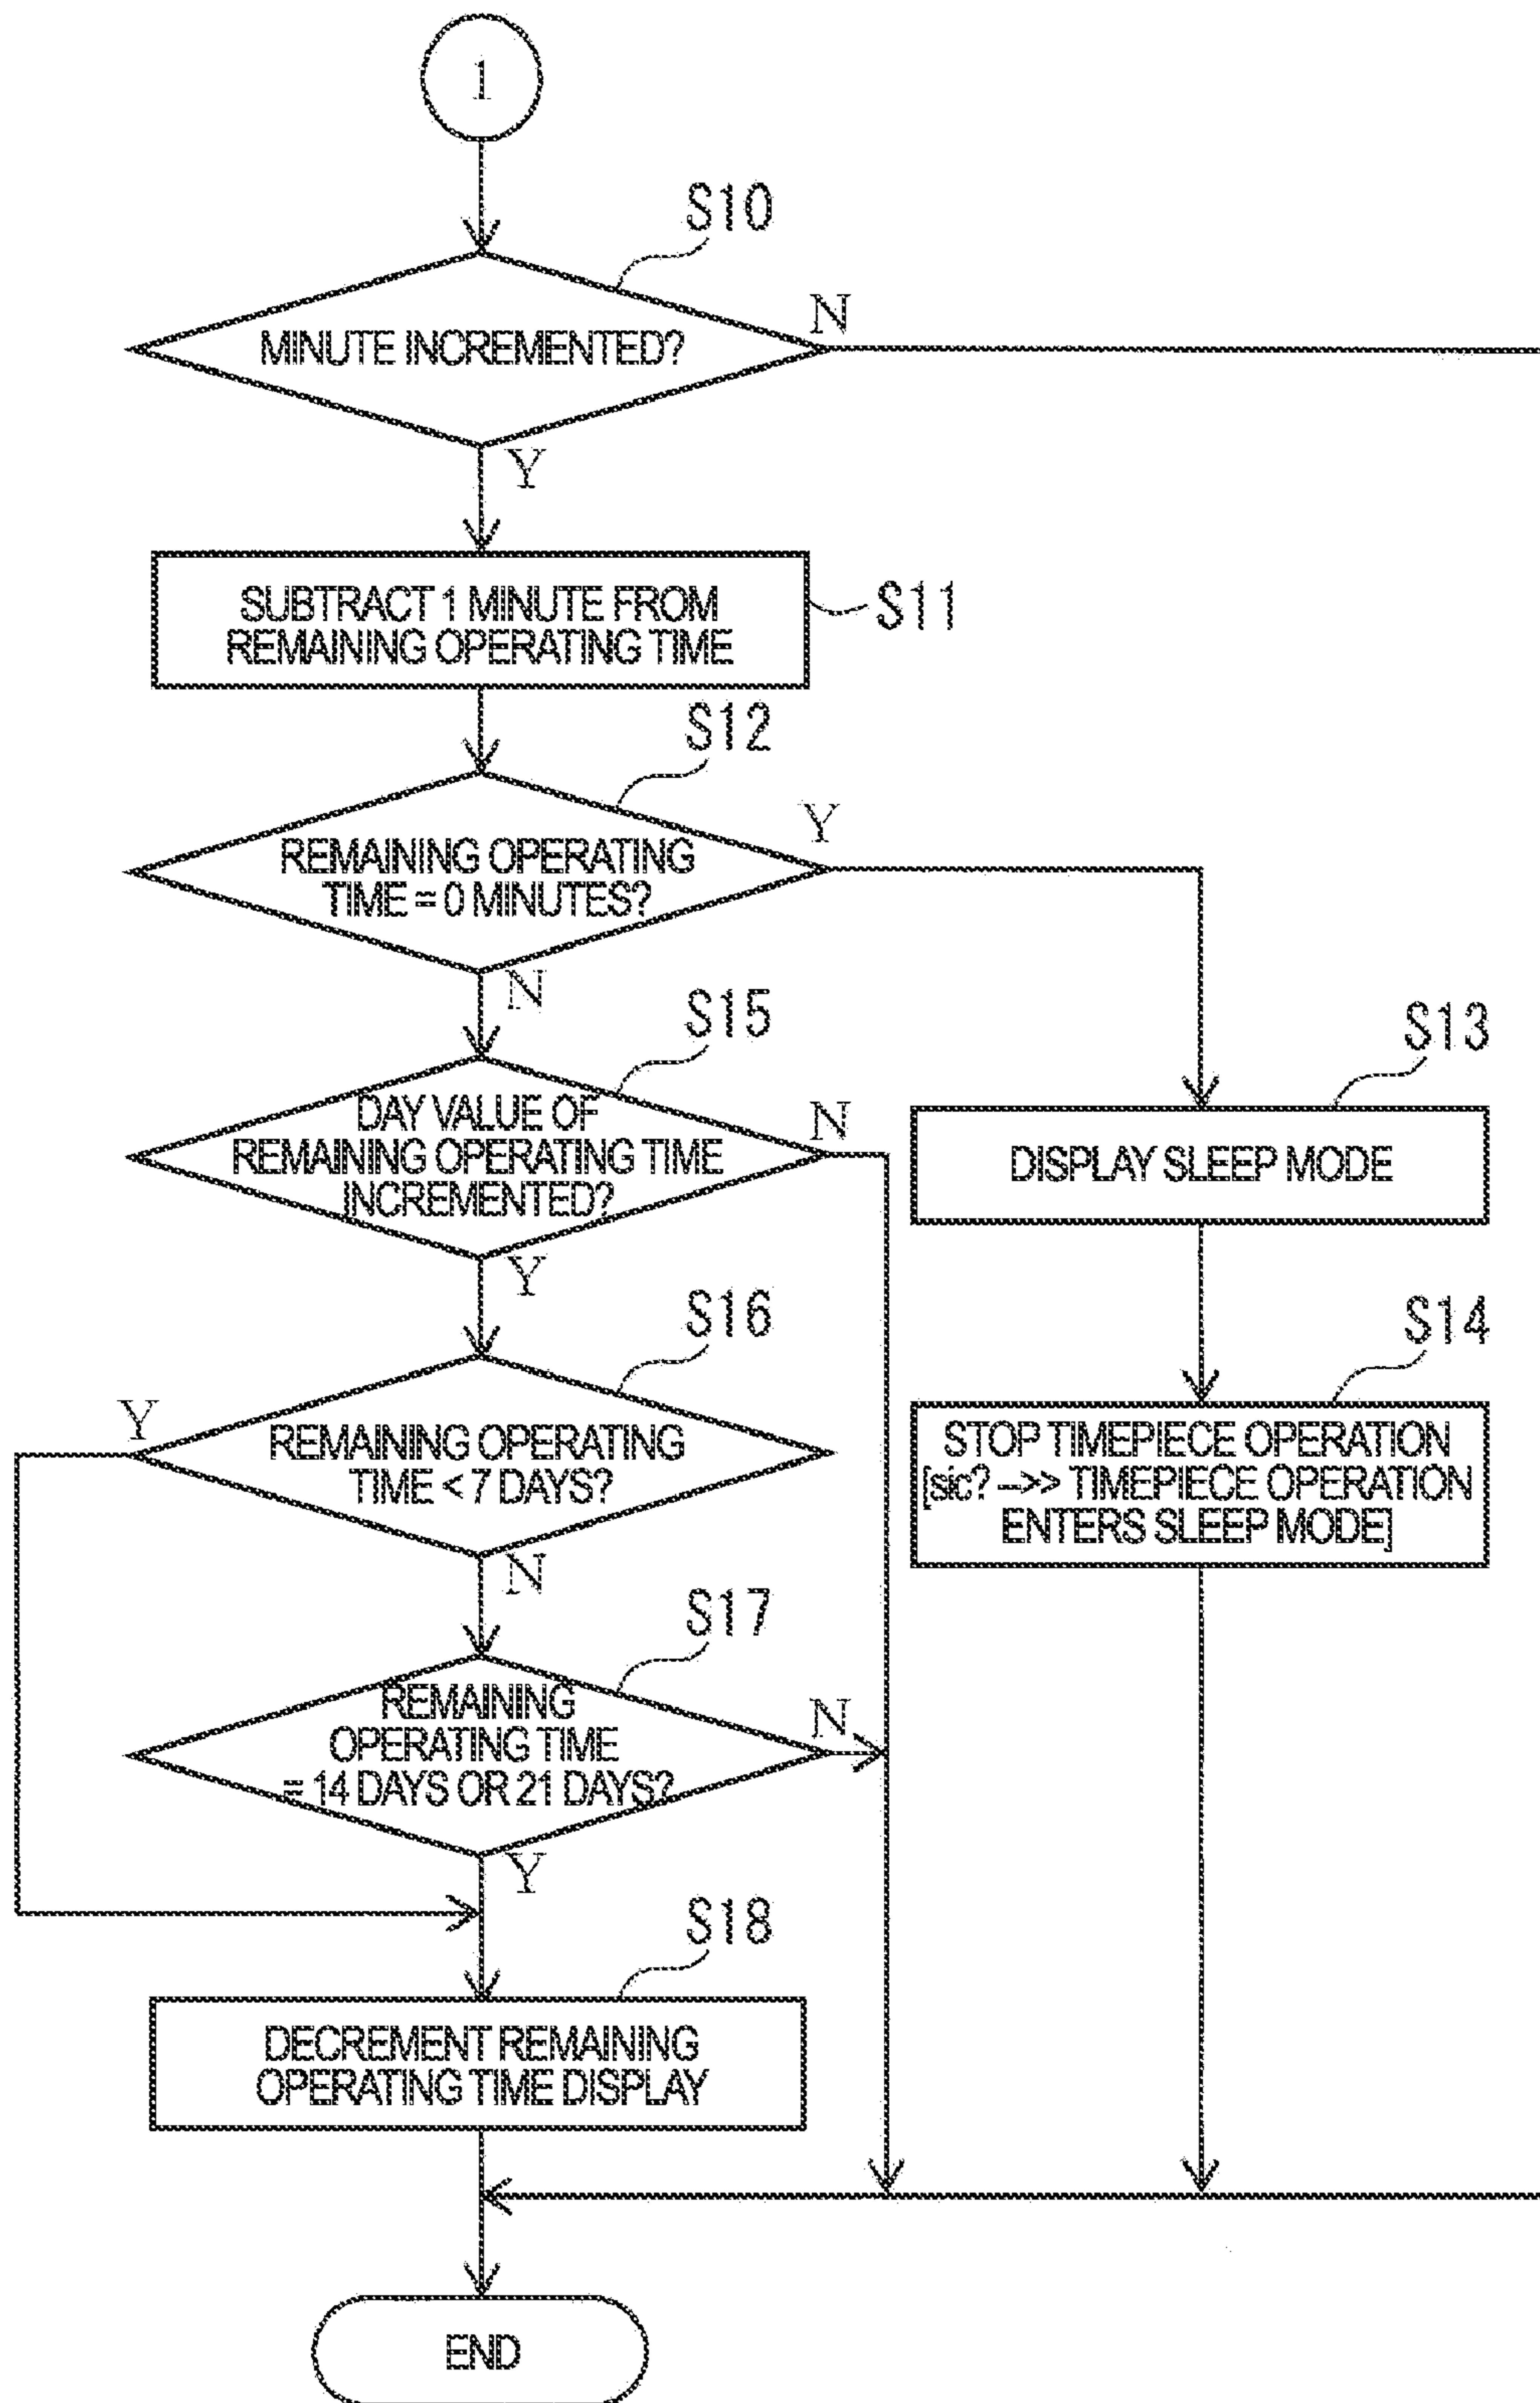 1
S10
MINUTE INCREMENTED?
N
Y
SUBTRACT 1 MINUTE FROM
REMAINING OPERATING TIME
S11
S12
REMAINING OPERATING
TIME = 0 MINUTES?
Y
N
S15
DAY VALUE OF
REMAINING OPERATING TIME
INCREMENTED?
N
Y
S13
DISPLAY SLEEP MODE
S16
REMAINING OPERATING
TIME < 7 DAYS?
Y
N
S14
STOP TIMEPIECE OPERATION
[sic? -->> TIMEPIECE OPERATION
ENTERS SLEEP MODE]
S17
REMAINING
OPERATING TIME
= 14 DAYS OR 21 DAYS?
N
Y
S18
DECREMENT REMAINING
OPERATING TIME DISPLAY
END